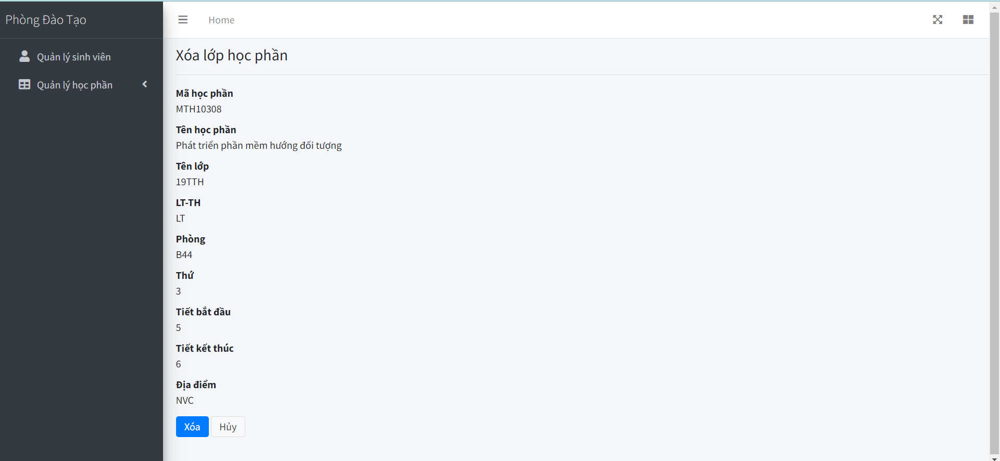 Phòng Đào Tạo
Home
Quản lý sinh viên
Quản lý học phần
Xóa lớp học phần
Mã học phần
MTH10308
Tên học phần
Phát triển phần mềm hướng đối tượng
Tên lớp
19TTH
LT-TH
LT
Phòng
B44
Thứ
3
Tiết bắt đầu
5
Tiết kết thúc
6
Địa điểm
NVC
Xóa Hủy